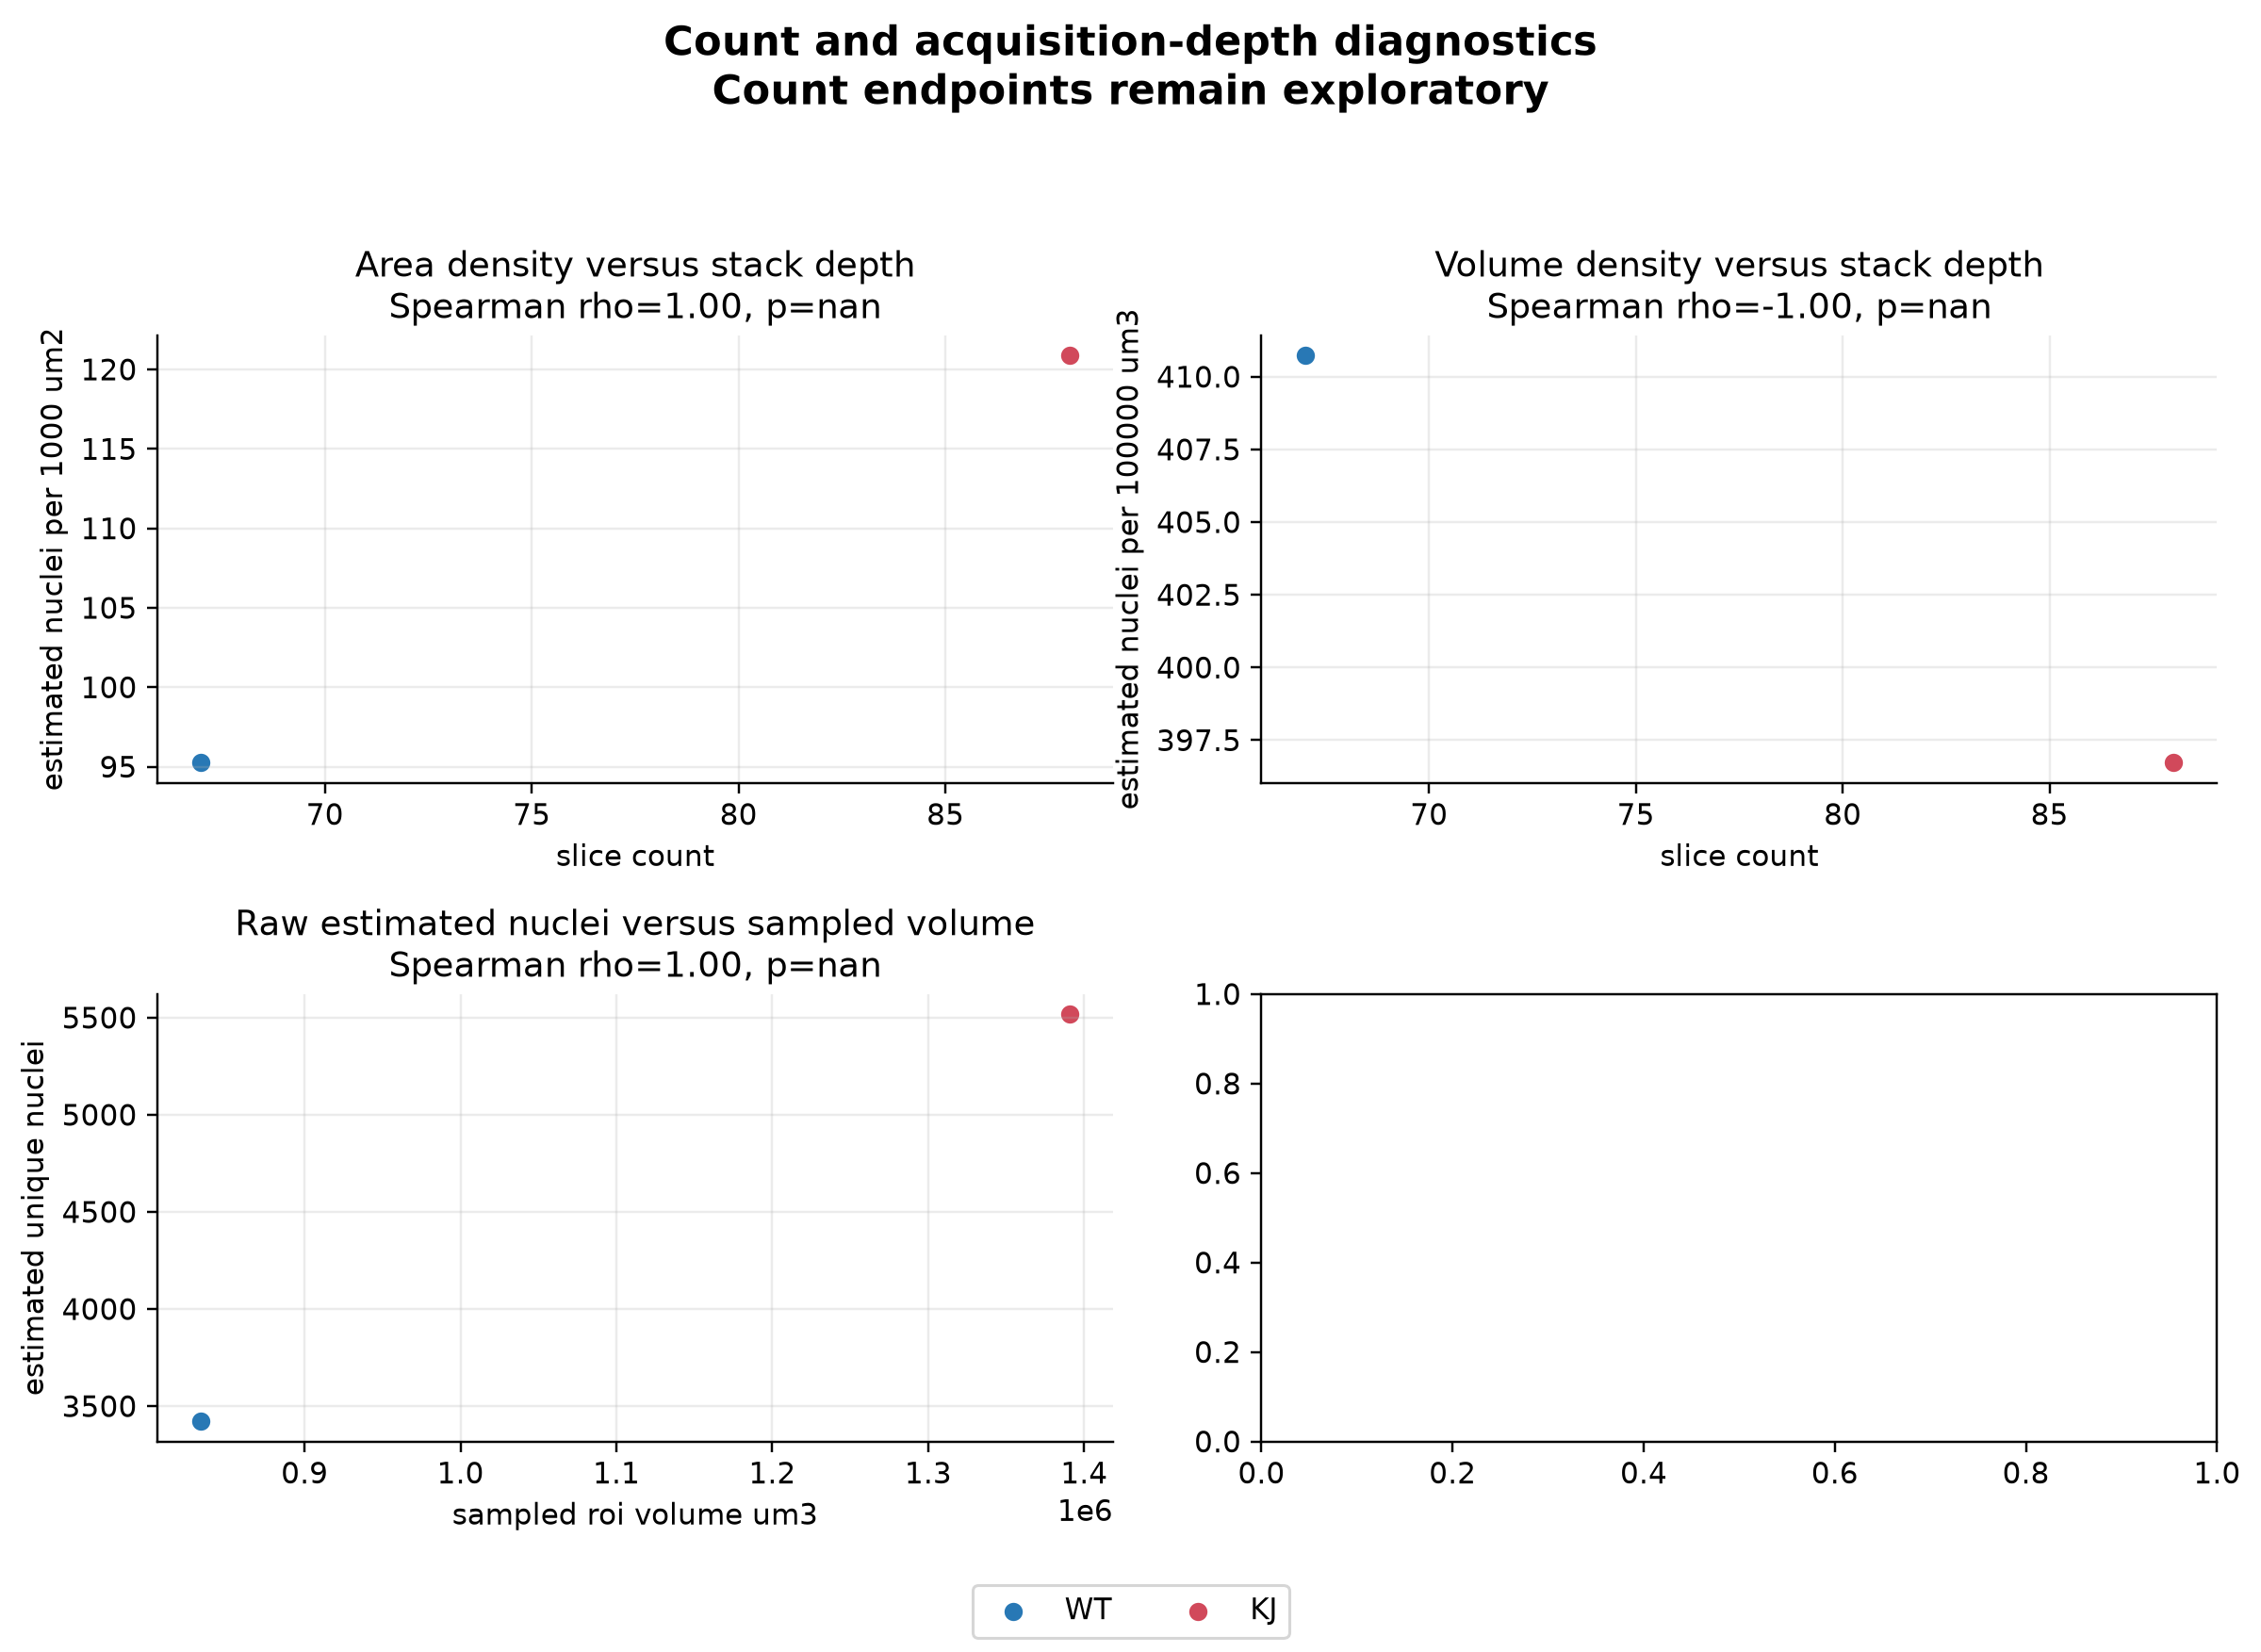 Count and acquisition-depth diagnostics
Count endpoints remain exploratory
Area density versus stack depth
Spearman rho=1.00, p=nan
estimated nuclei per 1000 um2
120
115
110
105
100
95
70 75 80 85
slice count
Volume density versus stack depth
Spearman rho=-1.00, p=nan
estimated nuclei per 100000 um3
410.0
407.5
405.0
402.5
400.0
397.5
70 75 80 85
slice count
Raw estimated nuclei versus sampled volume
Spearman rho=1.00, p=nan
estimated unique nuclei
5500
5000
4500
4000
3500
0.9 1.0 1.1 1.2 1.3 1.4
1e6
sampled roi volume um3
1.0
0.8
0.6
0.4
0.2
0.0
0.0 0.2 0.4 0.6 0.8 1.0
WT KJ